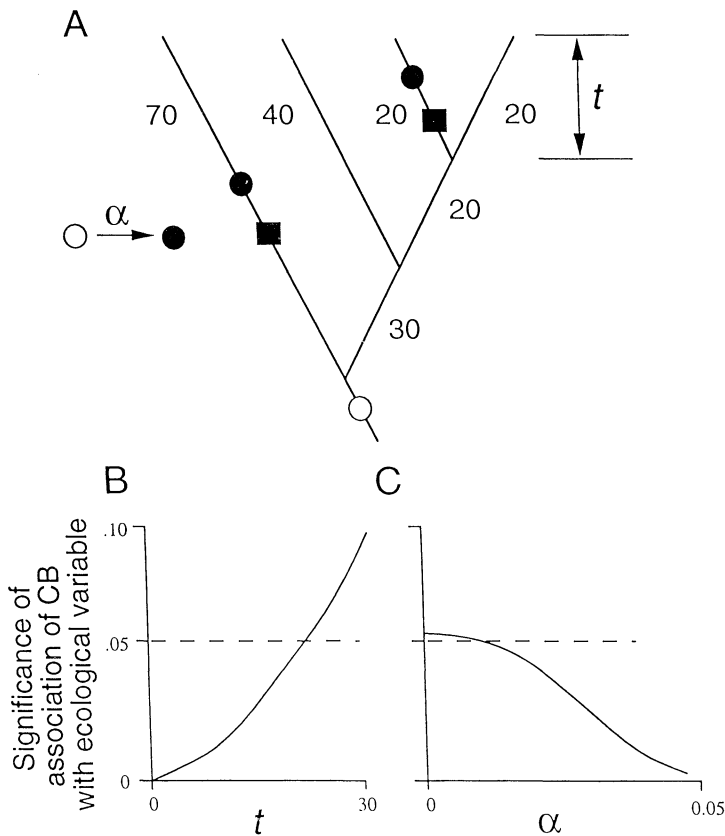 A
70
40
20
20
t
20
α
30
B
C
Significance of
association of CB
with ecological variable
.10
.05
0
0
t
30
0
α
0.05